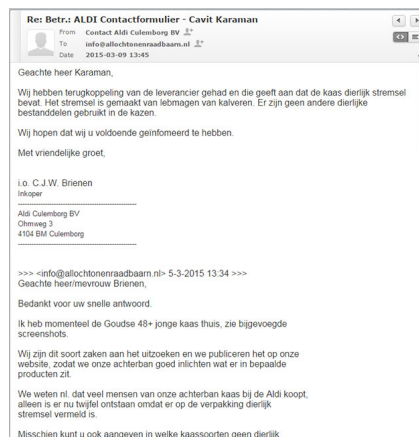 Re: Betr.: ALDI Contactformulier - Cavit Karaman
From Contact Aldi Culemborg BV
To info@allochtonenraadbaarn.nl
Date 2015-03-09 13:45
Geachte heer Karaman,
Wij hebben terugkoppeling van de leverancier gehad en die geeft aan dat de kaas dierlijk stremsel
bevat. Het stremsel is gemaakt van lebmagen van kalveren. Er zijn geen andere dierlijke
bestanddelen gebruikt in de kazen.
Wij hopen dat wij u voldoende geinfomeerd te hebben.
Met vriendelijke groet,
i.o. C.J.W. Brienen
Inkoper
------------------------------------------------
Aldi Culemborg BV
Ohmweg 3
4104 BM Culemborg
------------------------------------------------
>>> <info@allochtonenraadbaarn.nl> 5-3-2015 13:34 >>>
Geachte heer/mevrouw Brienen,
Bedankt voor uw snelle antwoord.
Ik heb momenteel de Goudse 48+ jonge kaas thuis, zie bijgevoegde
screenshots.
Wij zijn dit soort zaken aan het uitzoeken en we publiceren het op onze
website, zodat we onze achterban goed inlichten wat er in bepaalde
producten zit.
We weten nl. dat veel mensen van onze achterban kaas bij de Aldi koopt,
alleen is er nu twijfel ontstaan omdat er op de verpakking dierlijk
stremsel vermeld is.
Misschien kunt u ook aangeven in welke kaassoorten geen dierlijk